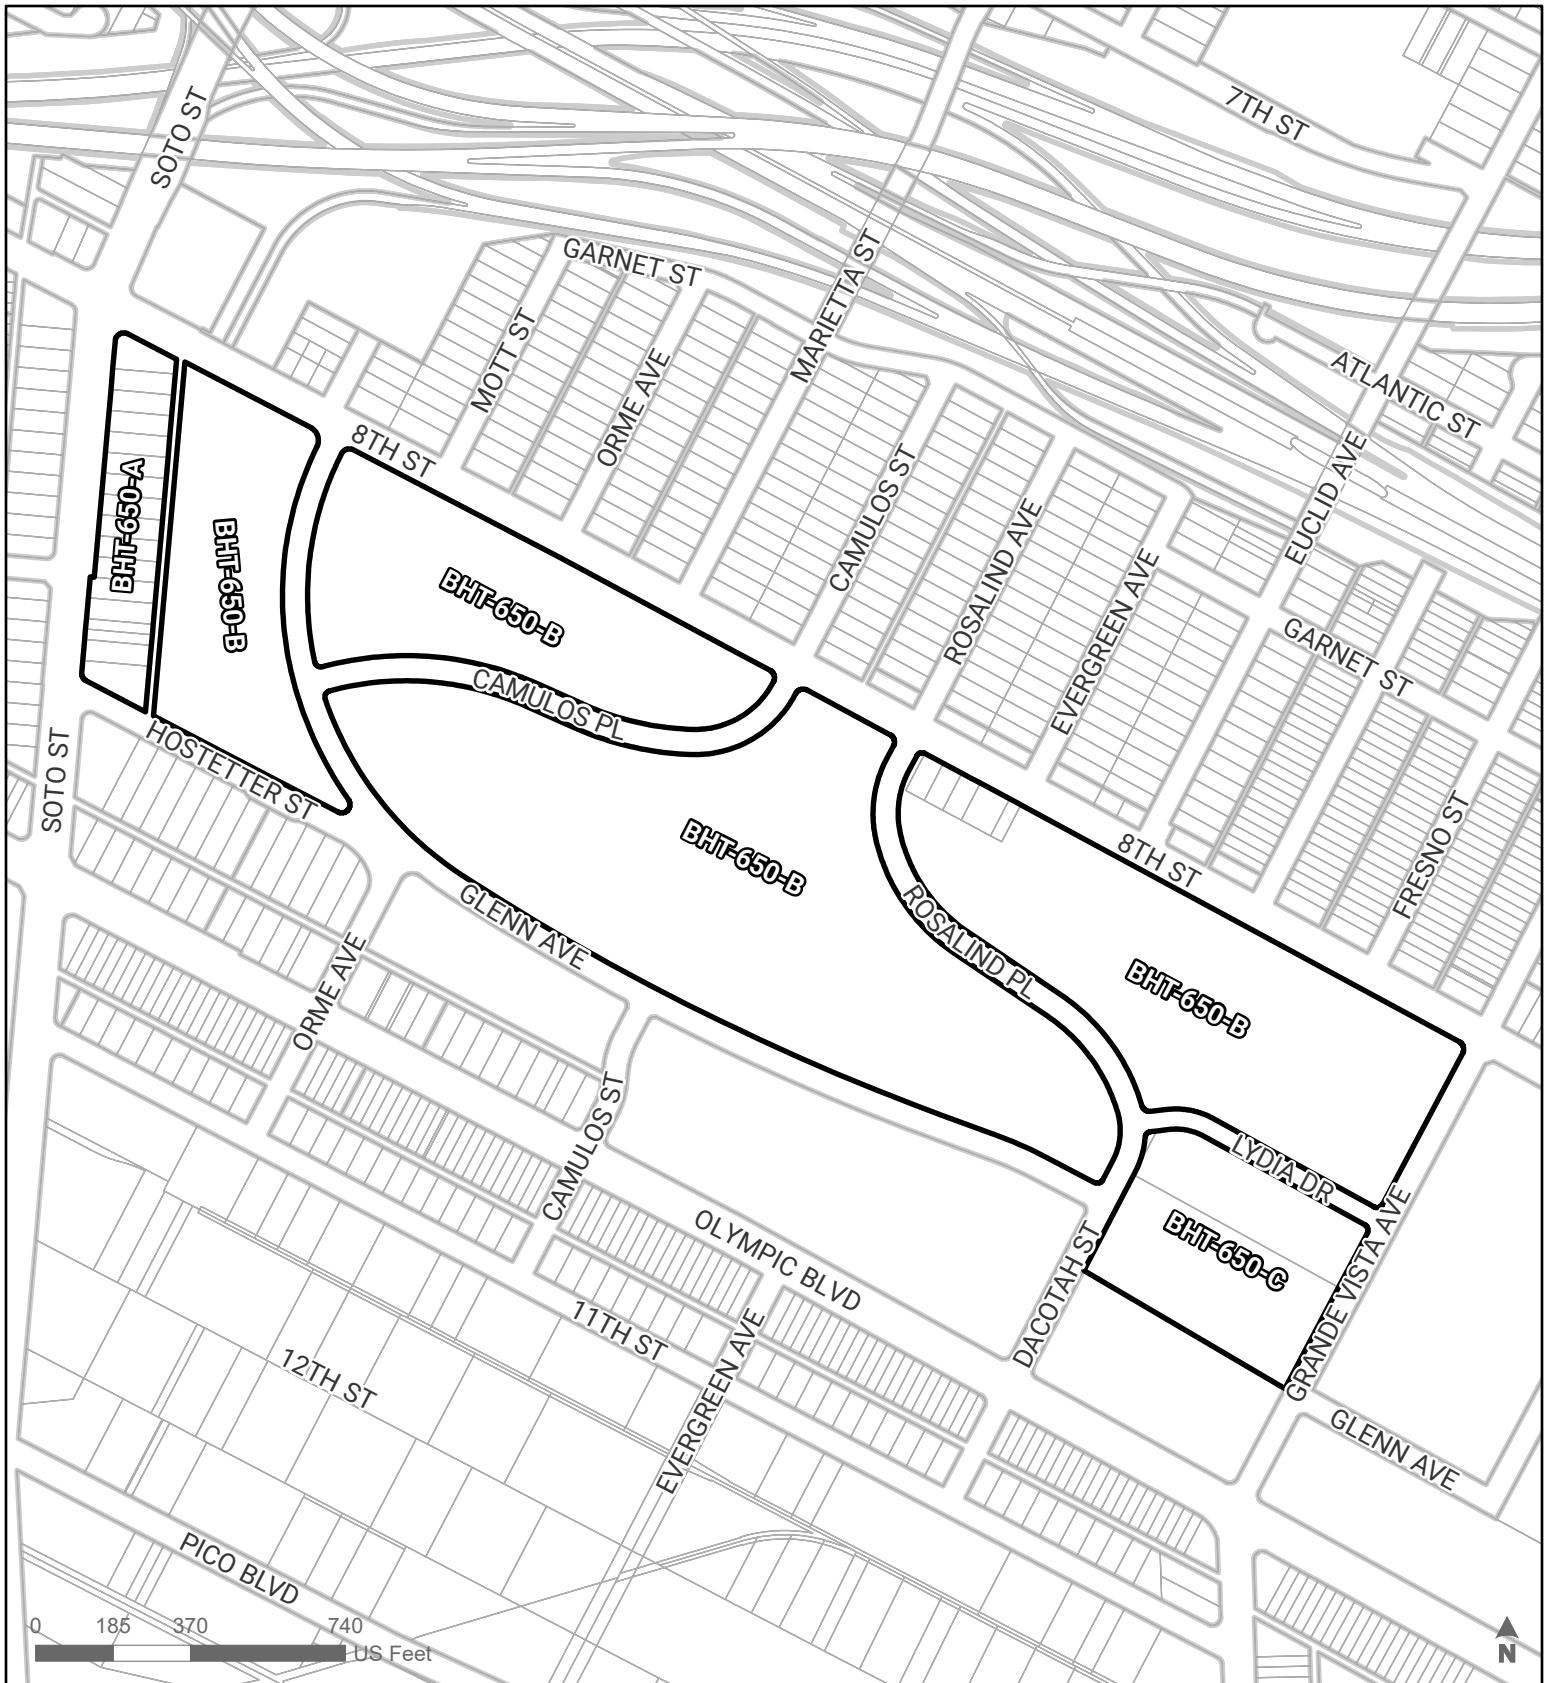 7TH ST
SOTO ST
GARNET ST
MARIETTA ST
MOTT ST
ORME AVE
ATLANTIC ST
EUCLID AVE
8TH ST
CAMULOS ST
BHT-650-A
BHT-650-B
ROSALIND AVE
EVERGREEN AVE
BHT-650-B
GARNET ST
CAMULOS PL
HOSTETTER ST
SOTO ST
BHT-650-B
8TH ST
FRESNO ST
GLENN AVE
ROSALIND PL
ORME AVE
BHT-650-B
CAMULOS ST
LYDIA DR
BHT-650-C
OLYMPIC BLVD
DACOTAH ST
GRANDE VISTA AVE
11TH ST
12TH ST
EVERGREEN AVE
GLENN AVE
PICO BLVD
0 185 370 740
US Feet
N